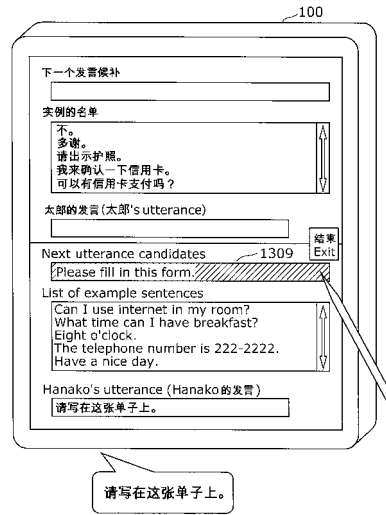 100
下一个发言候补
实例的名单
不。
多谢。
请出示护照。
我来确认一下信用卡。
可以有信用卡支付吗？
太郎的发言(太郎's utterance)
结束
Exit
Next utterance candidates
1309
Please fill in this form.
List of example sentences
Can I use internet in my room?
What time can I have breakfast?
Eight o'clock.
The telephone number is 222-2222.
Have a nice day.
Hanako's utterance (Hanako的发言)
请写在这张单子上。
请写在这张单子上。